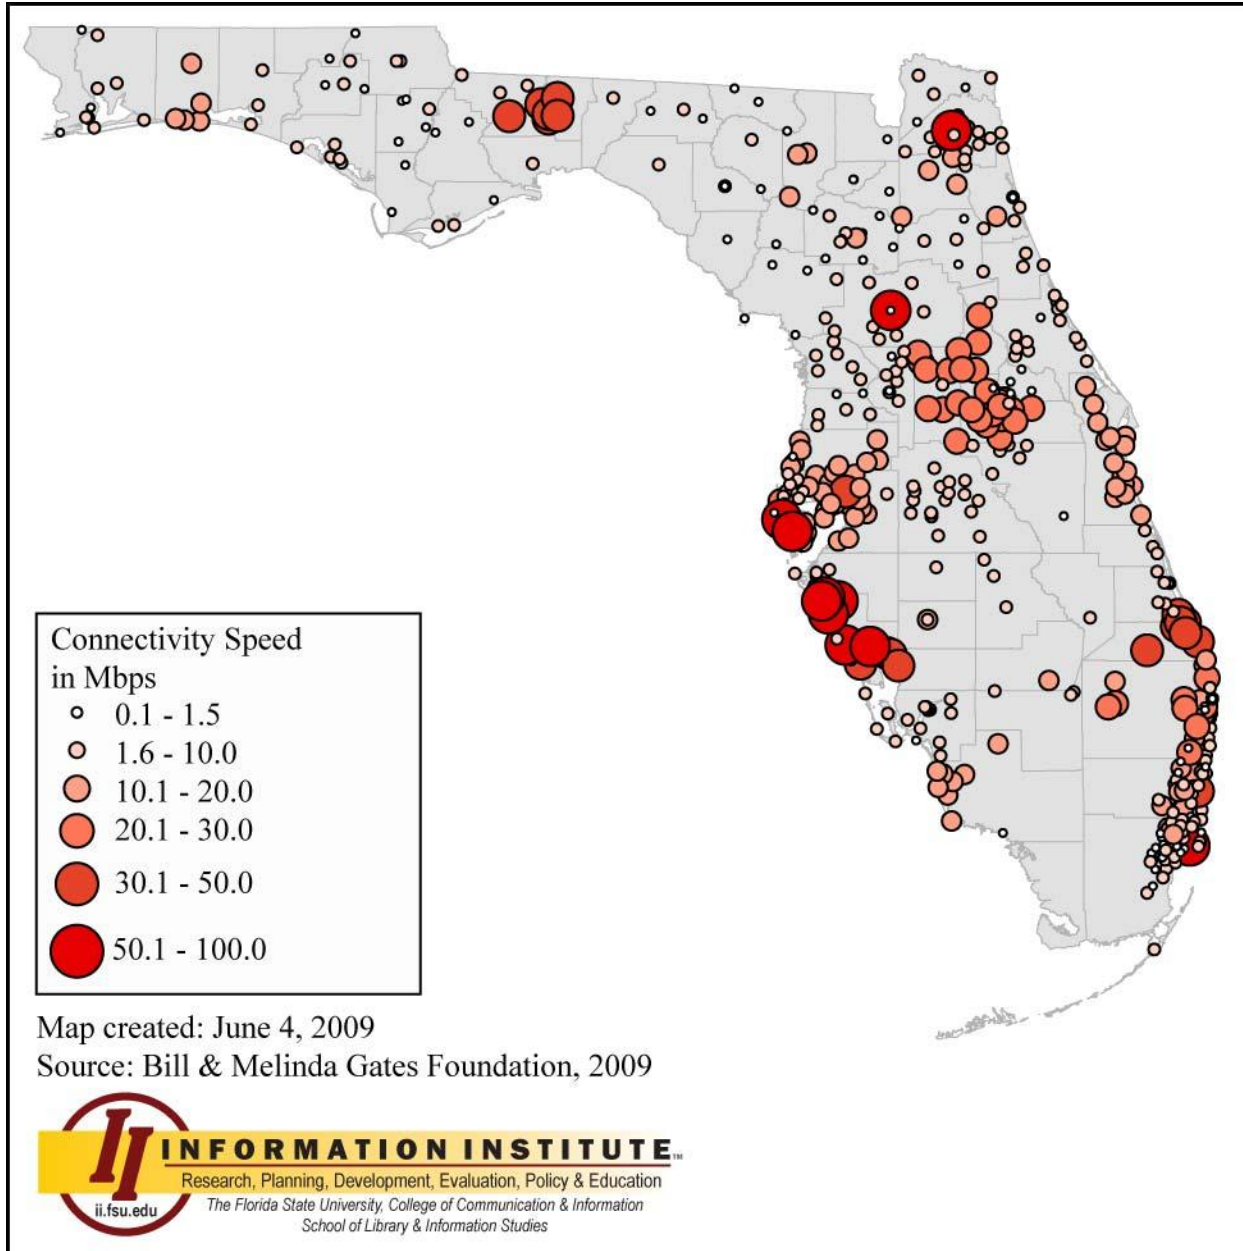 Connectivity Speed
in Mbps
0.1 - 1.5
1.6 - 10.0
10.1 - 20.0
20.1 - 30.0
30.1 - 50.0
50.1 - 100.0
Map created: June 4, 2009
Source: Bill & Melinda Gates Foundation, 2009
II
ii.fsu.edu
INFORMATION INSTITUTE™
Research, Planning, Development, Evaluation, Policy & Education
The Florida State University, College of Communication & Information
School of Library & Information Studies